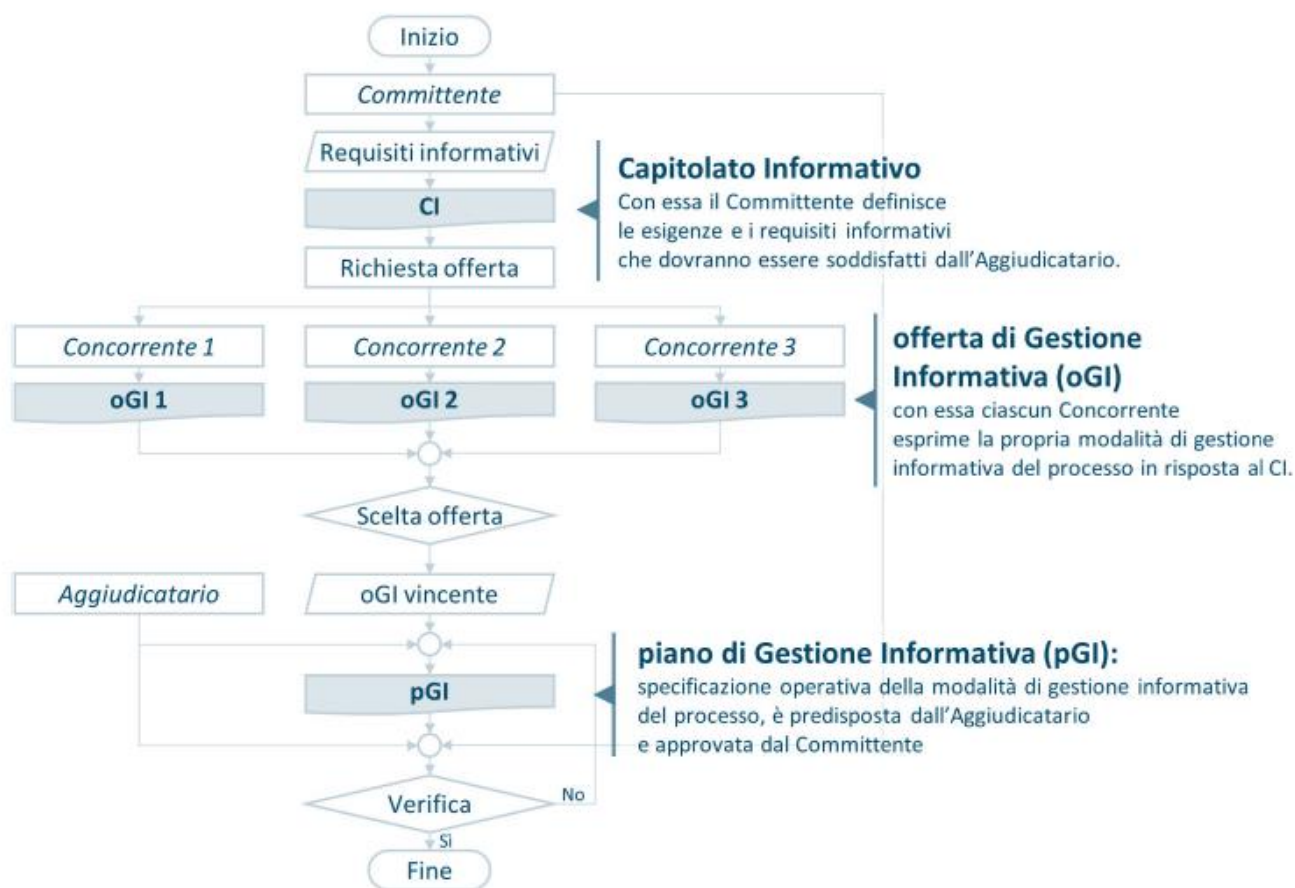 Inizio
Committente
Requisiti informativi
CI
Richiesta offerta
Capitolato Informativo
Con essa il Committente definisce
le esigenze e i requisiti informativi
che dovranno essere soddisfatti dall'Aggiudicatario.
Concorrente 1
Concorrente 2
Concorrente 3
oGI 1
oGI 2
oGI 3
offerta di Gestione
Informativa (oGI)
con essa ciascun Concorrente
esprime la propria modalità di gestione
informativa del processo in risposta al CI.
Scelta offerta
Aggiudicatario
oGI vincente
pGI
piano di Gestione Informativa (pGI):
specificazione operativa della modalità di gestione informativa
del processo, è predisposta dall'Aggiudicatario
e approvata dal Committente
Verifica
No
Sì
Fine